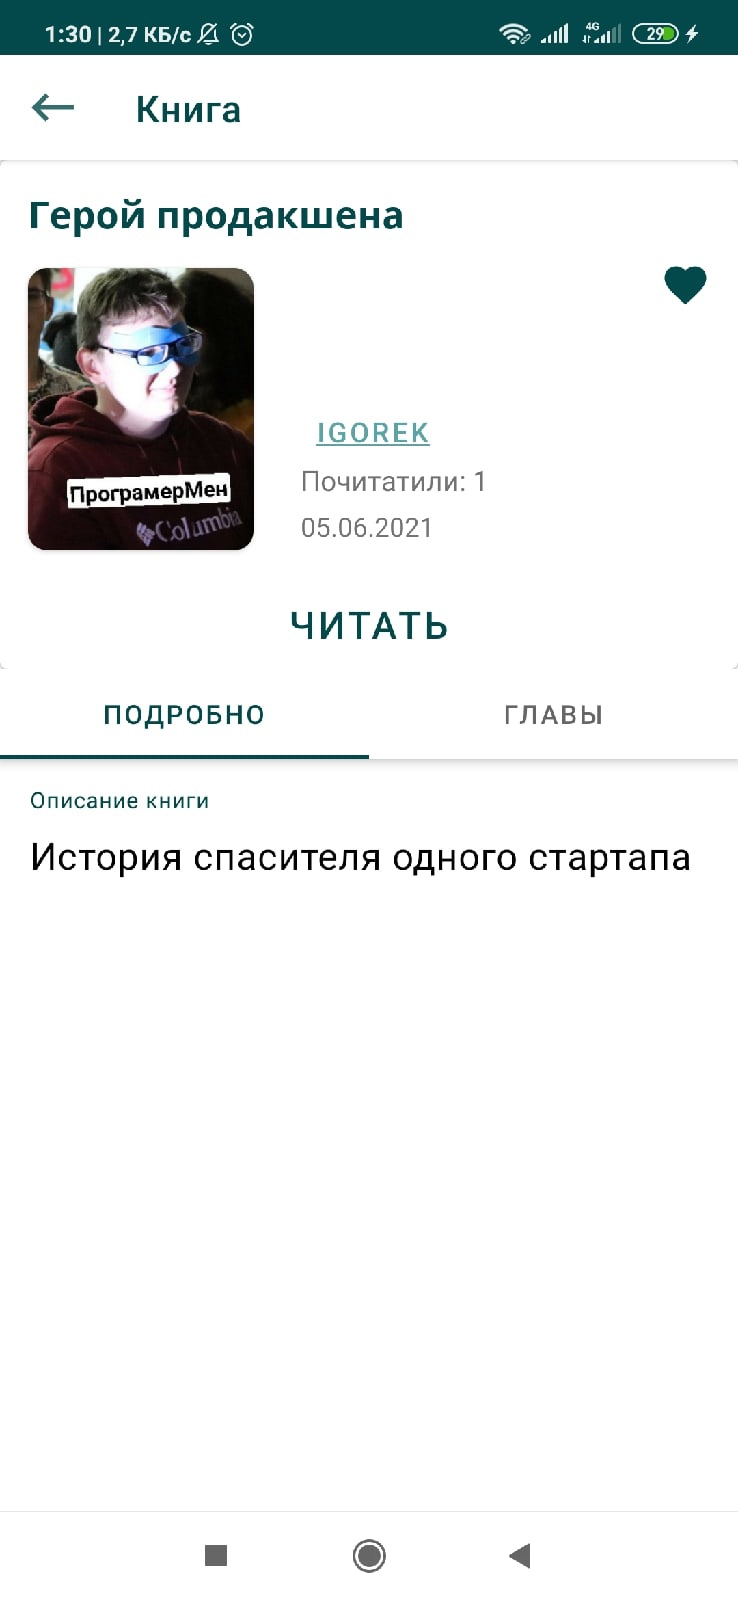 1:30 | 2,7 КБ/с
4G
29
Книга
Герой продакшена
ПрограмерМен
Columbia
IGOREK
Почитатили: 1
05.06.2021
ЧИТАТЬ
ПОДРОБНО
ГЛАВЫ
Описание книги
История спасителя одного стартапа